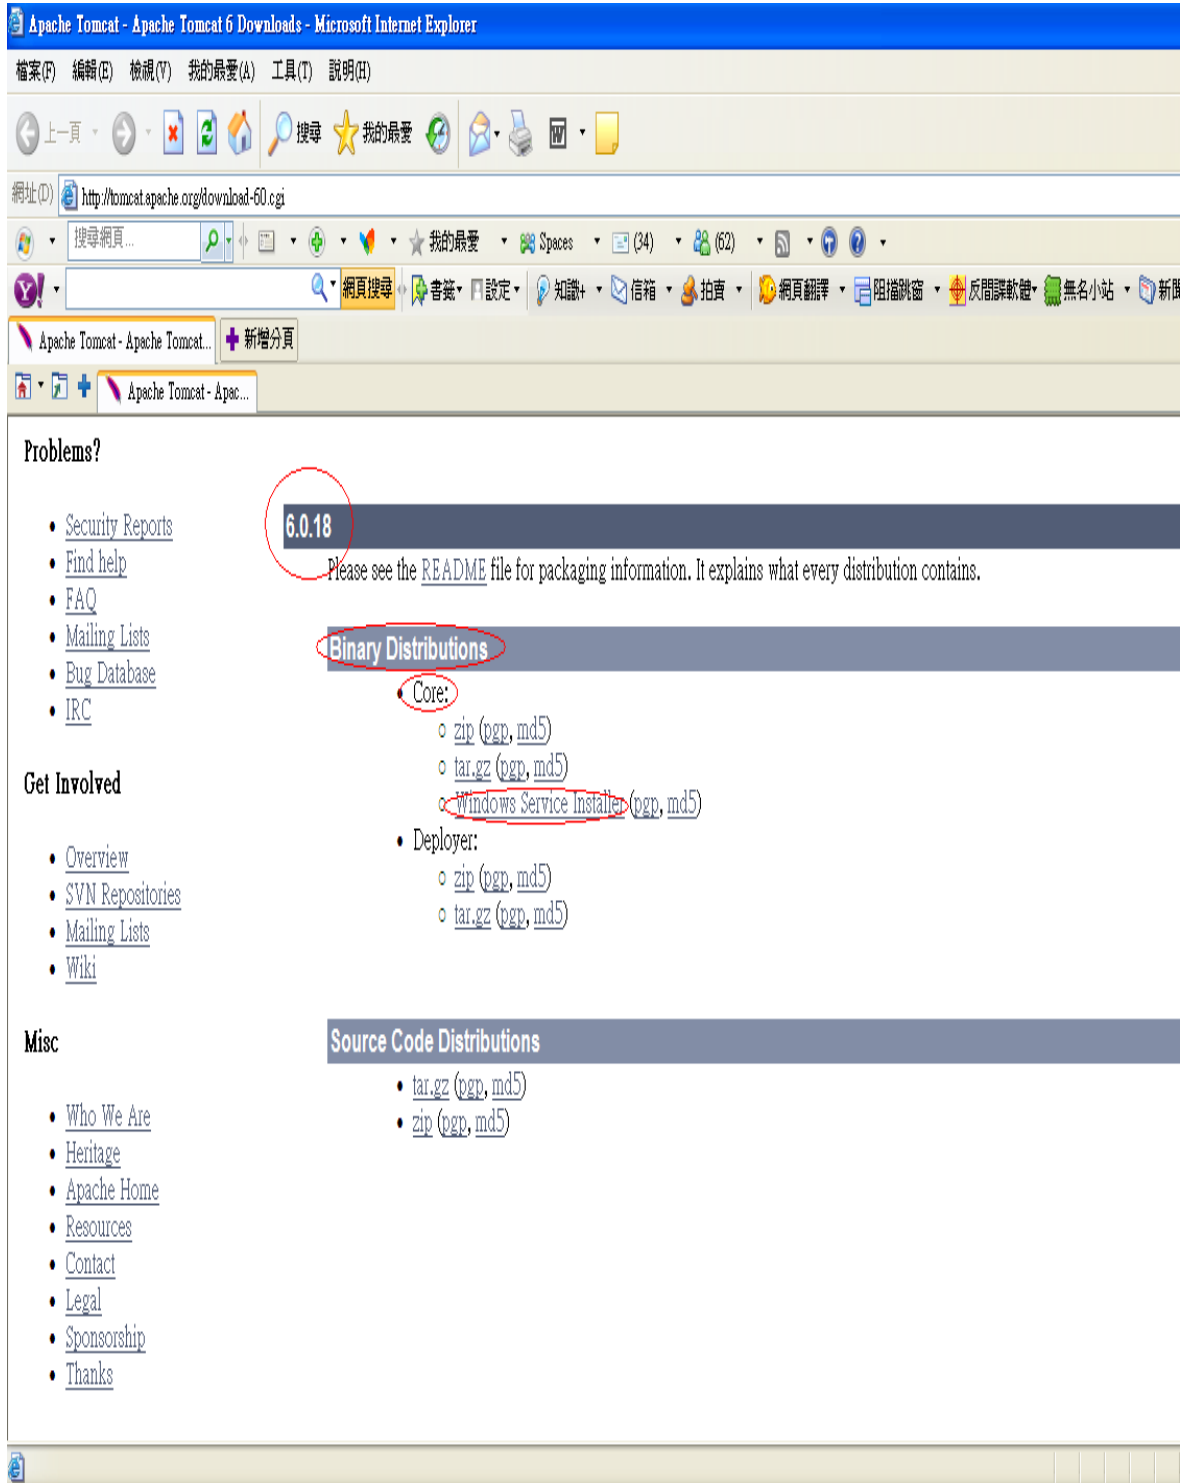 Apache Tomcat - Apache Tomcat 6 Downloads - Microsoft Internet Explorer
檔案(F) 編輯(E) 檢視(V) 我的最愛(A) 工具(T) 說明(H)
上一頁 搜尋 我的最愛
網址(D) http://tomcat.apache.org/download-60.cgi
搜尋網頁... 我的最愛 Spaces (34) (62)
網頁搜尋 書籤 設定 知識+ 信箱 拍賣 網頁翻譯 阻擋跳窗 反間諜軟體 無名小站 新聞
Apache Tomcat - Apache Tomcat... 新增分頁
Apache Tomcat - Apac...
Problems?
Security Reports
Find help
FAQ
Mailing Lists
Bug Database
IRC
Get Involved
Overview
SVN Repositories
Mailing Lists
Wiki
Misc
Who We Are
Heritage
Apache Home
Resources
Contact
Legal
Sponsorship
Thanks
6.0.18
Please see the README file for packaging information. It explains what every distribution contains.
Binary Distributions
Core:
zip (pgp, md5)
tar.gz (pgp, md5)
Windows Service Installer (pgp, md5)
Deployer:
zip (pgp, md5)
tar.gz (pgp, md5)
Source Code Distributions
tar.gz (pgp, md5)
zip (pgp, md5)